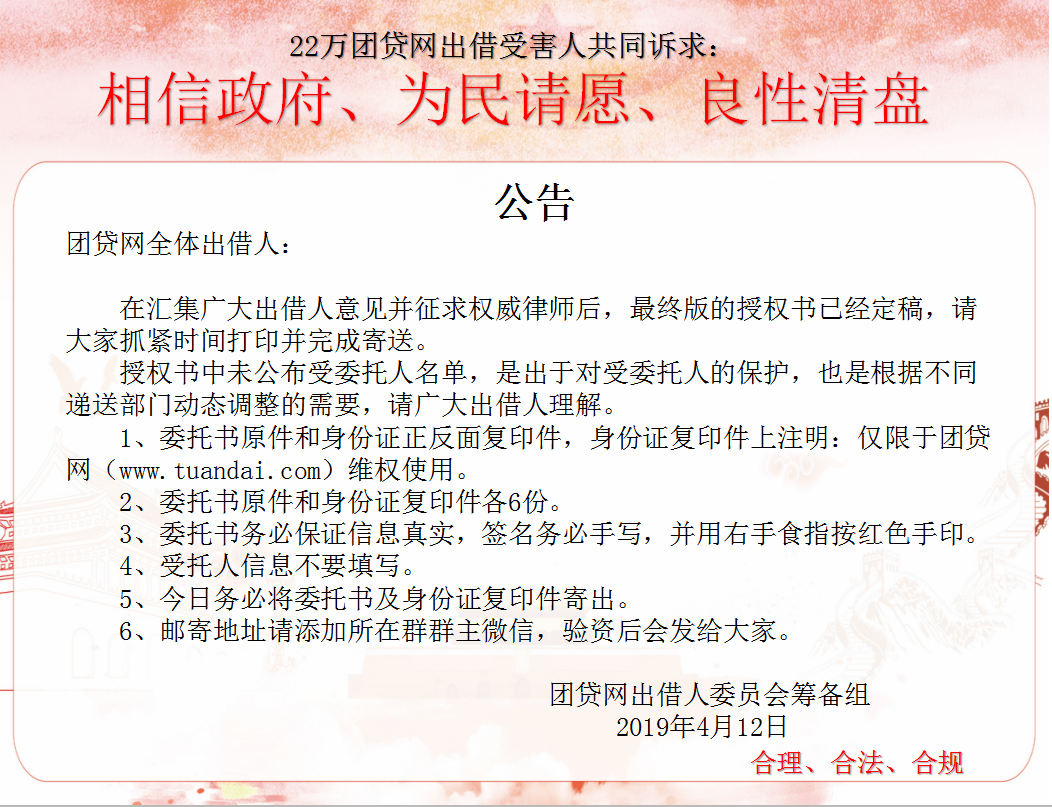 22万团贷网出借受害人共同诉求：
相信政府、为民请愿、良性清盘
公告
团贷网全体出借人：
在汇集广大出借人意见并征求权威律师后，最终版的授权书已经定稿，请
大家抓紧时间打印并完成寄送。
授权书中未公布受委托人名单，是出于对受委托人的保护，也是根据不同
递送部门动态调整的需要，请广大出借人理解。
1、委托书原件和身份证正反面复印件，身份证复印件上注明：仅限于团贷
网（www.tuandai.com）维权使用。
2、委托书原件和身份证复印件各6份。
3、委托书务必保证信息真实，签名务必手写，并用右手食指按红色手印。
4、受托人信息不要填写。
5、今日务必将委托书及身份证复印件寄出。
6、邮寄地址请添加所在群群主微信，验资后会发给大家。
团贷网出借人委员会筹备组
2019年4月12日
合理、合法、合规